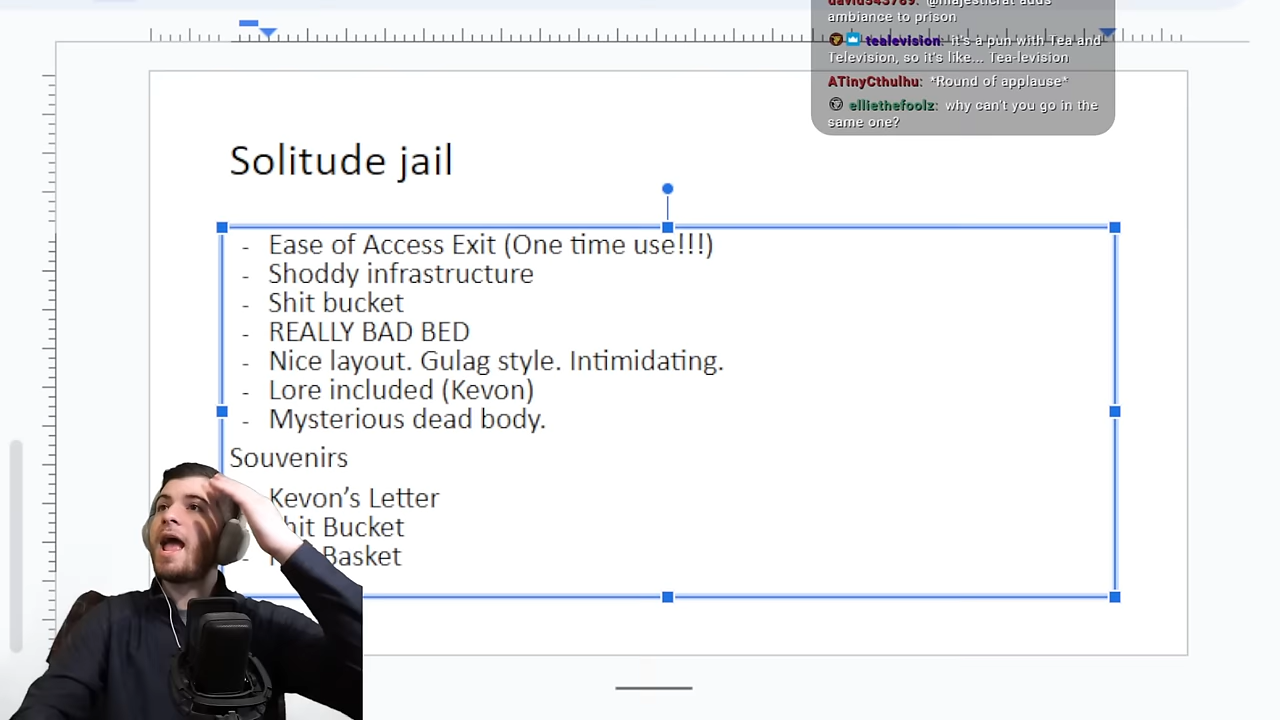 @majesticrat adds
ambiance to prison
tealevision: it's a pun with Tea and
Television, so it's like... Tea-levision
ATinyCthulhu: *Round of applause*
elliethefoolz: why can't you go in the
same one?
Solitude jail
- Ease of Access Exit (One time use!!!)
- Shoddy infrastructure
- Shit bucket
- REALLY BAD BED
- Nice layout. Gulag style. Intimidating.
- Lore included (Kevon)
- Mysterious dead body.
Souvenirs
Kevon's Letter
hit Bucket
- Basket